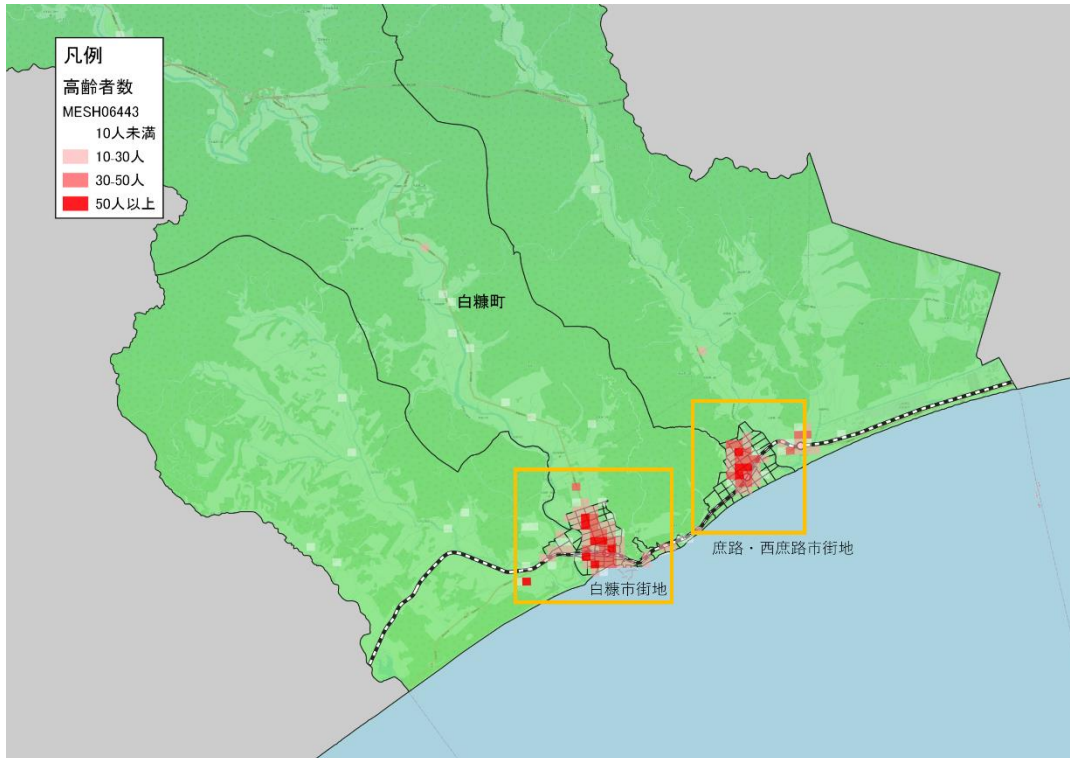 凡例
高齢者数
MESH06443
10人未満
10-30人
30-50人
50人以上
白糠町
庶路・西庶路市街地
白糠市街地